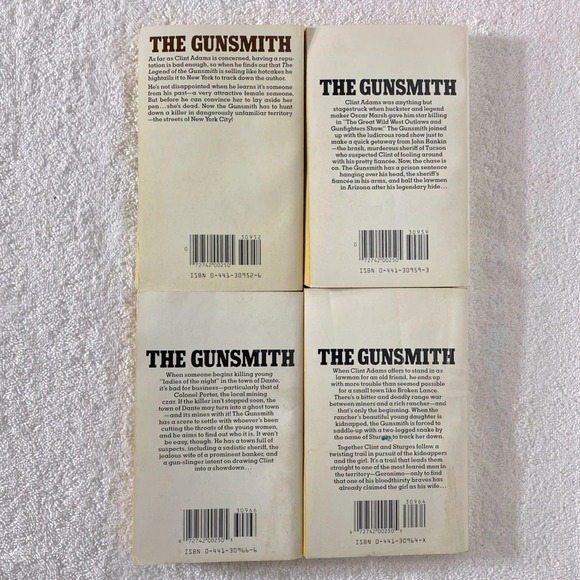 THE GUNSMITH
As far as Clint Adams is concerned, having a repu-
tation is bad enough, so when he finds out that The
Legend of the Gunsmith is selling like hotcakes he
hightails it to New York to track down the author.
He's not disappointed when he learns it's someone
from his past—a very attractive female someone.
But before he can convince her to lay aside her
pen...she's dead. Now the Gunsmith has to hunt
down a killer in dangerously unfamiliar territory
—the streets of New York City!
30952
0
72742 00250
ISBN 0-441-30952-6
THE GUNSMITH
Clint Adams was anything but
stagestruck when huckster and legend
maker Oscar Marsh gave him star billing
in "The Great Wild West Outlaws and
Gunfighters Show." The Gunsmith joined
up with the ludicrous road show just
to make a quick getaway from John Rankin
—the brash, murderous sheriff of Tucson
who suspected Clint of fooling around
with his pretty fiancée. Now, the chase is
on. The Gunsmith has a prison sentence
hanging over his head, the sheriff's
fiancée in his arms, and half the lawmen
in Arizona after his legendary hide...
30959
0
72742 00250
ISBN 0-441-30959-3
THE GUNSMITH
When someone begins killing young
"ladies of the night" in the town of Dante,
it's bad for business—particularly that of
Colonel Porter, the local mining
czar. If the killer isn't stopped soon, the
town of Dante may turn into a ghost town
—and its mines with it! The Gunsmith
has a score to settle with whoever's been
cutting the throats of the young women,
and he aims to find out who it is. It won't
be easy, though. He has a town full of
suspects, including a sadistic sheriff, the
jealous wife of a prominent banker, and
a gun-slinger intent on drawing Clint
into a showdown...
30966
72742 00250
ISBN 0-441-30966-6
THE GUNSMITH
When Clint Adams offers to stand in as
lawman for an old friend, he ends up
with more trouble than seemed possible
for a small town like Broken Lance.
There's a bitter and deadly range war
between miners and a rich rancher—and
that's only the beginning. When the
rancher's beautiful young daughter is
kidnapped, the Gunsmith is forced to
saddle-up with a two-legged snake by
the name of Sturges to track her down.
Together Clint and Sturges follow a
twisting trail in pursuit of the kidnappers
and the girl. It's a trail that leads them
straight to one of the most feared men in
the territory—Geronimo—only to find
that one of his bloodthirsty braves has
already claimed the girl as his wife...
30964
72742 00250
ISBN 0-441-30964-X